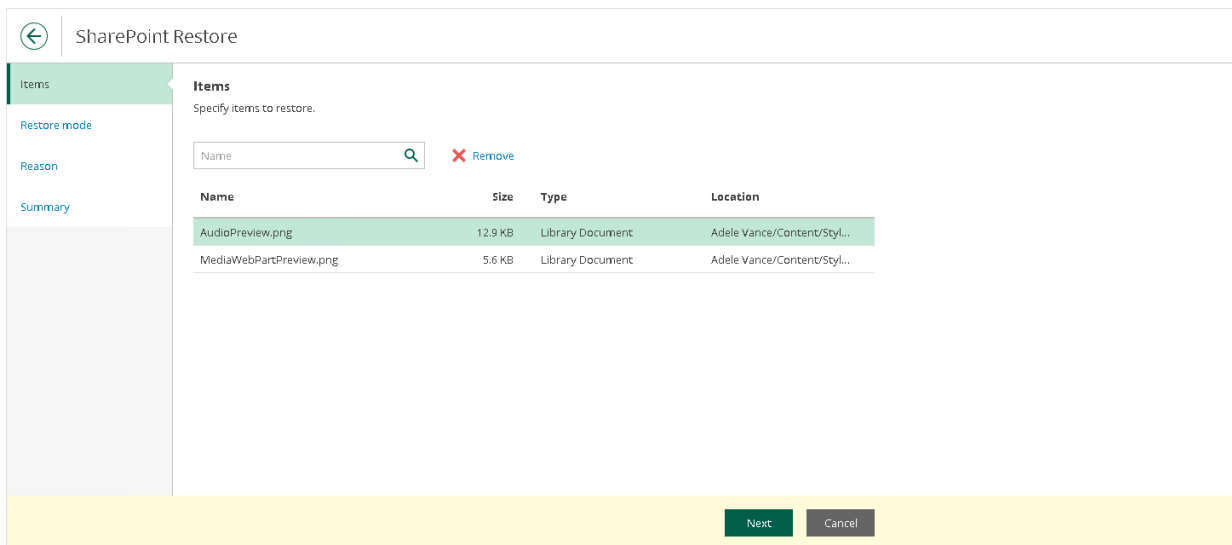 SharePoint Restore
Items
Restore mode
Reason
Summary
Items
Specify items to restore.
Name
Remove
Name Size Type Location
AudioPreview.png 12.9 KB Library Document Adele Vance/Content/Styl...
MediaWebPartPreview.png 5.6 KB Library Document Adele Vance/Content/Styl...
Next Cancel